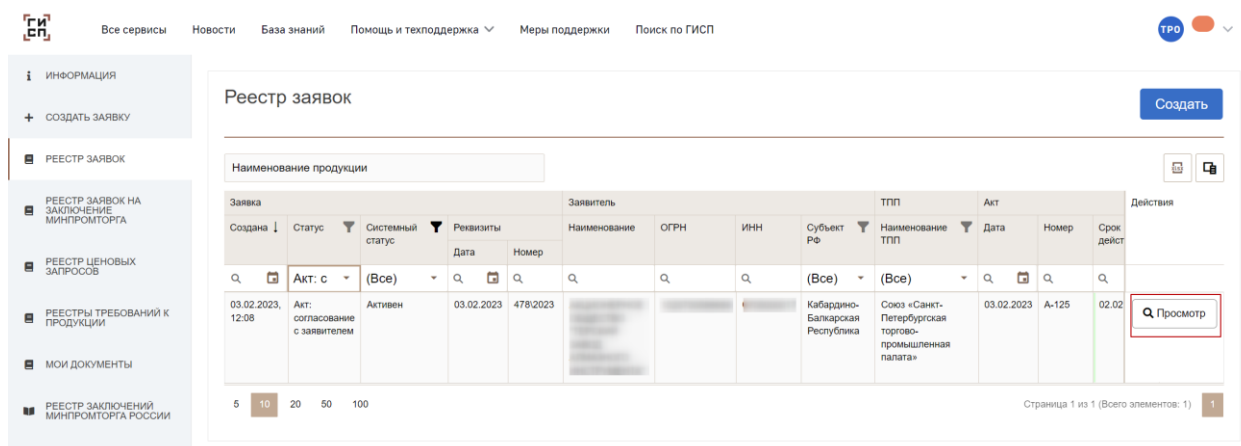 ГИ
СП
Все сервисы Новости База знаний Помощь и техподдержка Меры поддержки Поиск по ГИСП
ТРО
ИНФОРМАЦИЯ
СОЗДАТЬ ЗАЯВКУ
РЕЕСТР ЗАЯВОК
РЕЕСТР ЗАЯВОК НА
ЗАКЛЮЧЕНИЕ
МИНПРОМТОРГА
РЕЕСТР ЦЕНОВЫХ
ЗАПРОСОВ
РЕЕСТРЫ ТРЕБОВАНИЙ К
ПРОДУКЦИИ
МОИ ДОКУМЕНТЫ
РЕЕСТР ЗАКЛЮЧЕНИЙ
МИНПРОМТОРГА РОССИИ
Реестр заявок
Создать
Наименование продукции
Заявка Заявитель ТПП Акт Действия
Создана Статус Системный статус Реквизиты Наименование ОГРН ИНН Субъект РФ Наименование ТПП Дата Номер Срок дейст
Дата Номер
Акт: с (Все) (Все) (Все)
03.02.2023, 12:08 Акт: согласование с заявителем Активен 03.02.2023 478\2023 Кабардино-Балкарская Республика Союз «Санкт-Петербургская торгово-промышленная палата» 03.02.2023 А-125 02.02 Просмотр
5 10 20 50 100
Страница 1 из 1 (Всего элементов: 1) 1